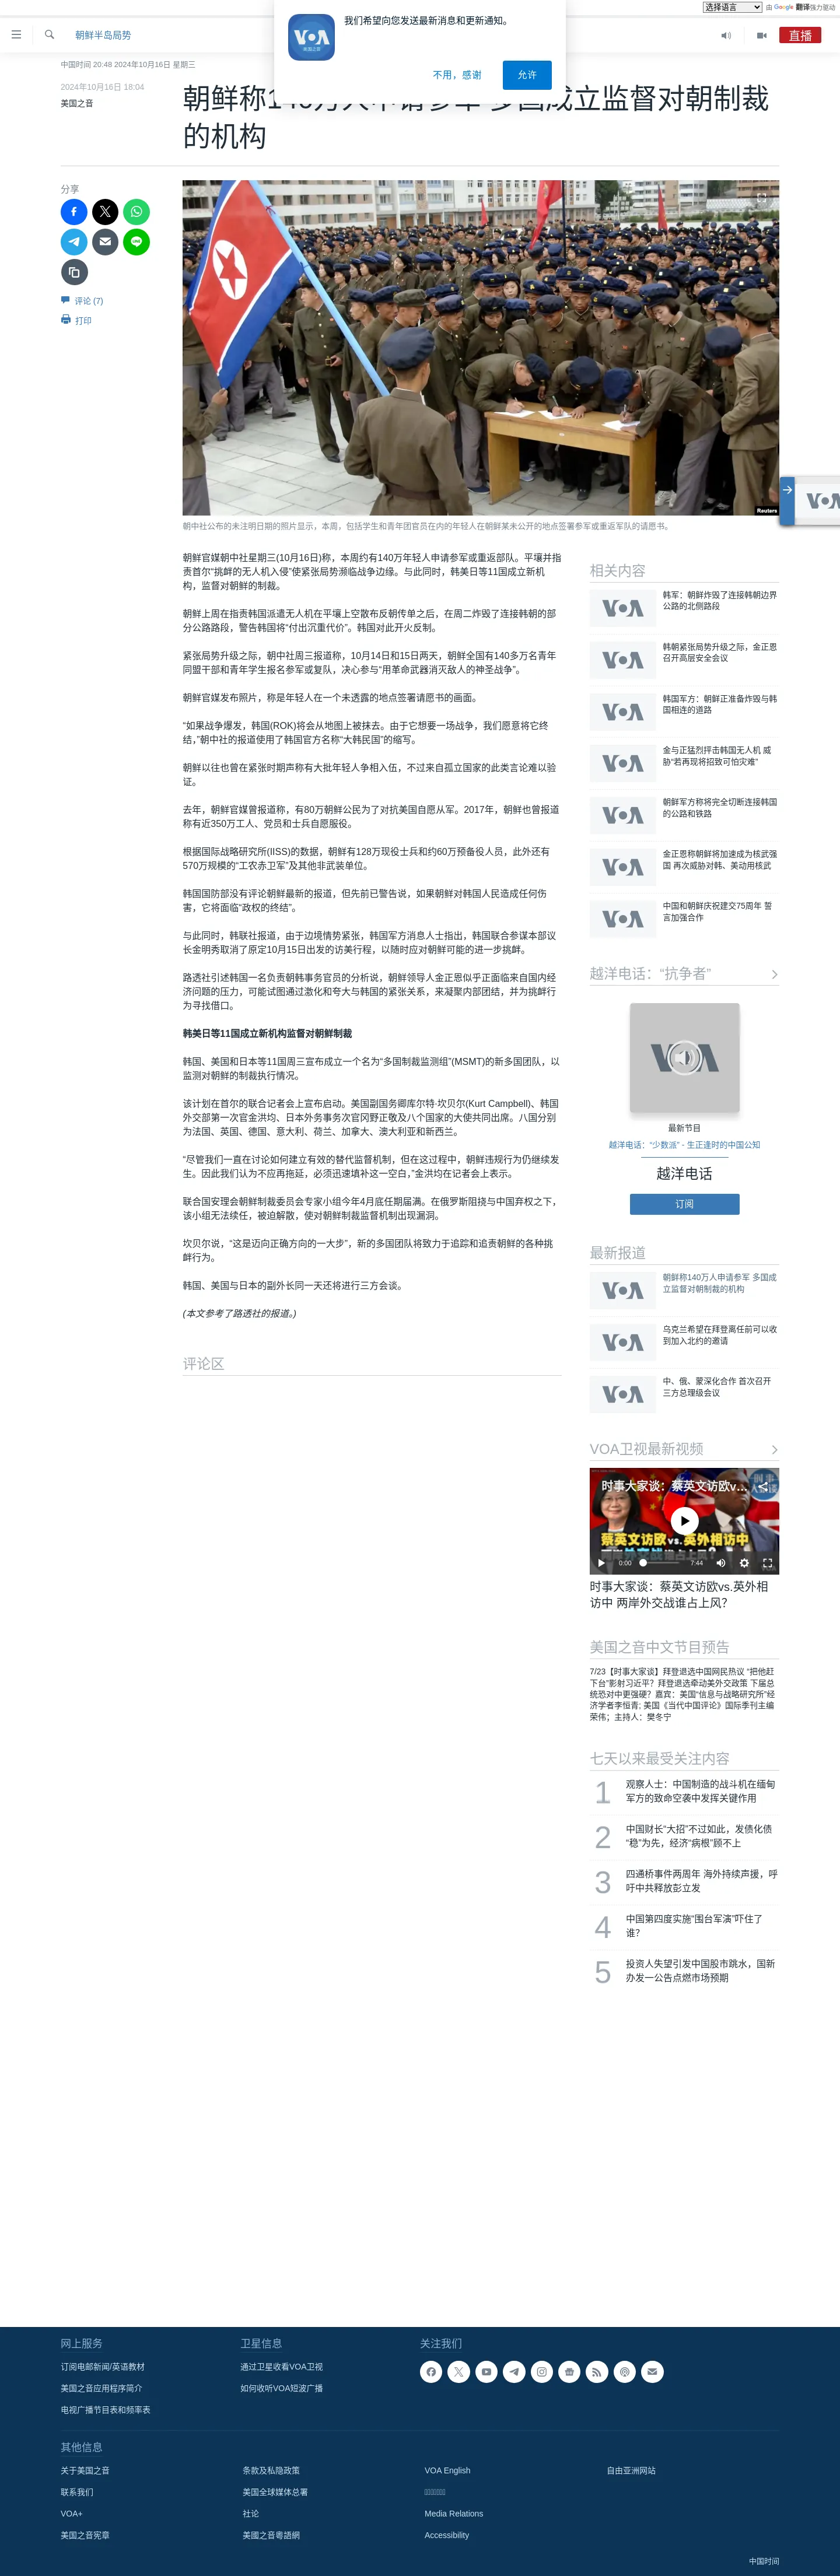 选择语言 由 Google 翻译强力驱动
我们希望向您发送最新消息和更新通知。
VOA
美国之音
不用，感谢
允许
朝鲜半岛局势
直播
中国时间 20:48 2024年10月16日 星期三
2024年10月16日 18:04
美国之音
朝鲜称140万人申请参军 多国成立监督对朝制裁
的机构
分享
评论 (7)
打印
Reuters
朝中社公布的未注明日期的照片显示，本周，包括学生和青年团官员在内的年轻人在朝鲜某未公开的地点签署参军或重返军队的请愿书。
朝鲜官媒朝中社星期三(10月16日)称，本周约有140万年轻人申请参军或重返部队。平壤并指
责首尔“挑衅的无人机入侵”使紧张局势濒临战争边缘。与此同时，韩美日等11国成立新机
构，监督对朝鲜的制裁。
朝鲜上周在指责韩国派遣无人机在平壤上空散布反朝传单之后，在周二炸毁了连接韩朝的部
分公路路段，警告韩国将“付出沉重代价”。韩国对此开火反制。
紧张局势升级之际，朝中社周三报道称，10月14日和15日两天，朝鲜全国有140多万名青年
同盟干部和青年学生报名参军或复队，决心参与“用革命武器消灭敌人的神圣战争”。
朝鲜官媒发布照片，称是年轻人在一个未透露的地点签署请愿书的画面。
“如果战争爆发，韩国(ROK)将会从地图上被抹去。由于它想要一场战争，我们愿意将它终
结，”朝中社的报道使用了韩国官方名称“大韩民国”的缩写。
朝鲜以往也曾在紧张时期声称有大批年轻人争相入伍，不过来自孤立国家的此类言论难以验
证。
去年，朝鲜官媒曾报道称，有80万朝鲜公民为了对抗美国自愿从军。2017年，朝鲜也曾报道
称有近350万工人、党员和士兵自愿服役。
根据国际战略研究所(IISS)的数据，朝鲜有128万现役士兵和约60万预备役人员，此外还有
570万规模的“工农赤卫军”及其他非武装单位。
韩国国防部没有评论朝鲜最新的报道，但先前已警告说，如果朝鲜对韩国人民造成任何伤
害，它将面临“政权的终结”。
与此同时，韩联社报道，由于边境情势紧张，韩国军方消息人士指出，韩国联合参谋本部议
长金明秀取消了原定10月15日出发的访美行程，以随时应对朝鲜可能的进一步挑衅。
路透社引述韩国一名负责朝韩事务官员的分析说，朝鲜领导人金正恩似乎正面临来自国内经
济问题的压力，可能试图通过激化和夸大与韩国的紧张关系，来凝聚内部团结，并为挑衅行
为寻找借口。
韩美日等11国成立新机构监督对朝鲜制裁
韩国、美国和日本等11国周三宣布成立一个名为“多国制裁监测组”(MSMT)的新多国团队，以
监测对朝鲜的制裁执行情况。
该计划在首尔的联合记者会上宣布启动。美国副国务卿库尔特·坎贝尔(Kurt Campbell)、韩国
外交部第一次官金洪均、日本外务事务次官冈野正敬及八个国家的大使共同出席。八国分别
为法国、英国、德国、意大利、荷兰、加拿大、澳大利亚和新西兰。
“尽管我们一直在讨论如何建立有效的替代监督机制，但在这过程中，朝鲜违规行为仍继续发
生。因此我们认为不应再拖延，必须迅速填补这一空白，”金洪均在记者会上表示。
联合国安理会朝鲜制裁委员会专家小组今年4月底任期届满。在俄罗斯阻挠与中国弃权之下，
该小组无法续任，被迫解散，使对朝鲜制裁监督机制出现漏洞。
坎贝尔说，“这是迈向正确方向的一大步”，新的多国团队将致力于追踪和追责朝鲜的各种挑
衅行为。
韩国、美国与日本的副外长同一天还将进行三方会谈。
(本文参考了路透社的报道。)
评论区
相关内容
韩军：朝鲜炸毁了连接韩朝边界
公路的北侧路段
韩朝紧张局势升级之际，金正恩
召开高层安全会议
韩国军方：朝鲜正准备炸毁与韩
国相连的道路
金与正猛烈抨击韩国无人机 威
胁“若再现将招致可怕灾难”
朝鲜军方称将完全切断连接韩国
的公路和铁路
金正恩称朝鲜将加速成为核武强
国 再次威胁对韩、美动用核武
中国和朝鲜庆祝建交75周年 誓
言加强合作
越洋电话：“抗争者”
最新节目
越洋电话：“少数派” - 生正逢时的中国公知
越洋电话
订阅
最新报道
朝鲜称140万人申请参军 多国成
立监督对朝制裁的机构
乌克兰希望在拜登离任前可以收
到加入北约的邀请
中、俄、蒙深化合作 首次召开
三方总理级会议
VOA卫视最新视频
时事大家谈：蔡英文访欧v...
蔡英文访欧vs.英外相访中
0:00 7:44
时事大家谈：蔡英文访欧vs.英外相
访中 两岸外交战谁占上风？
美国之音中文节目预告
7/23【时事大家谈】拜登退选中国网民热议 “把他赶
下台”影射习近平？拜登退选牵动美外交政策 下届总
统恐对中更强硬？嘉宾：美国“信息与战略研究所”经
济学者李恒青; 美国《当代中国评论》国际季刊主编
荣伟；主持人：樊冬宁
七天以来最受关注内容
1 观察人士：中国制造的战斗机在缅甸
军方的致命空袭中发挥关键作用
2 中国财长“大招”不过如此，发债化债
“稳”为先，经济“病根”顾不上
3 四通桥事件两周年 海外持续声援，呼
吁中共释放彭立发
4 中国第四度实施“围台军演”吓住了
谁？
5 投资人失望引发中国股市跳水，国新
办发一公告点燃市场预期
网上服务
订阅电邮新闻/英语教材
美国之音应用程序简介
电视广播节目表和频率表
卫星信息
通过卫星收看VOA卫视
如何收听VOA短波广播
关注我们
其他信息
关于美国之音
联系我们
VOA+
美国之音宪章
条款及私隐政策
美国全球媒体总署
社论
美國之音粵語網
VOA English
Media Relations
Accessibility
自由亚洲网站
中国时间